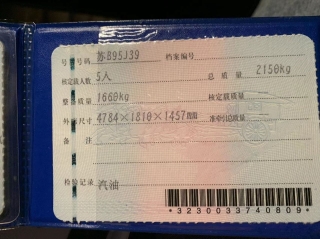 号牌号码 苏B95J39 档案编号
核定载人数 5人 总质量 2150kg
整备质量 1660kg 核定载质量
外廓尺寸 4784×1810×1457 准牵引总质量
备注
检验记录 汽油
*3230033740809*